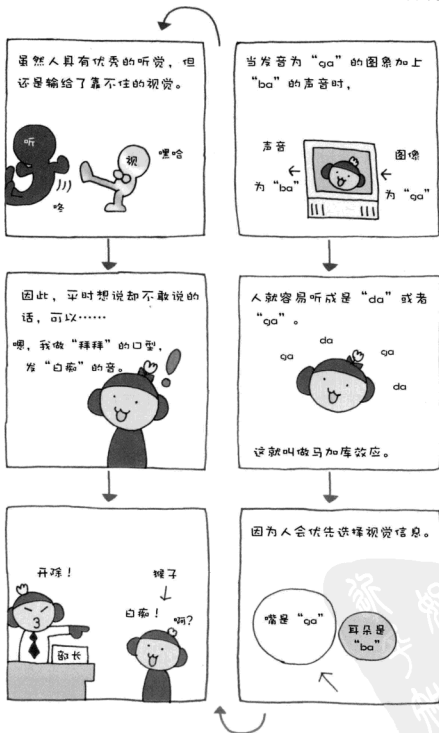 当发音为“ga”的图象加上
“ba”的声音时，
声音
为“ba”
图像
为“ga”
人就容易听成是“da”或者
“ga”。
da
ga
ga
da
这就叫做马加库效应。
因为人会优先选择视觉信息。
嘴是“ga”
耳朵是
“ba”
虽然人具有优秀的听觉，但
还是输给了靠不住的视觉。
听
视
嘿哈
咚
因此，平时想说却不敢说的
话，可以……
嗯，我做“拜拜”的口型，
发“白痴”的音。
开除！
部长
猴子
白痴！
啊？